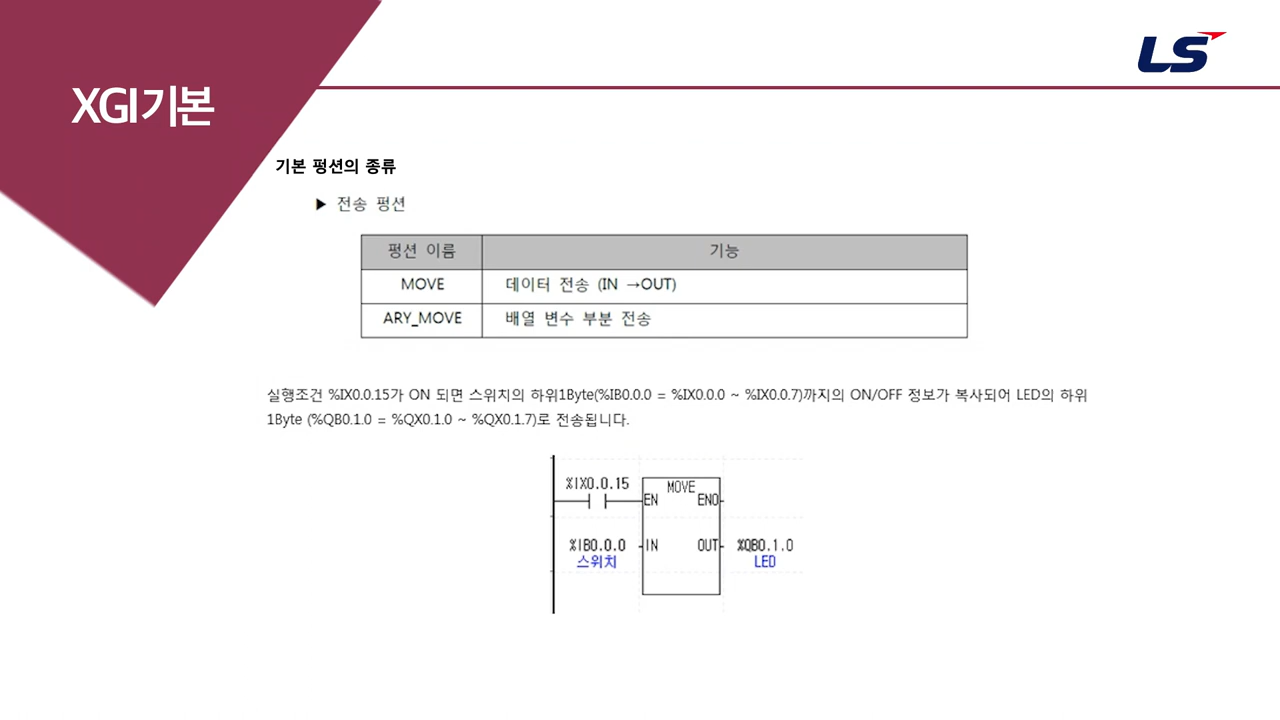 LS
XGI기본
기본 펑션의 종류
▶ 전송 펑션
펑션 이름 기능
MOVE 데이터 전송 (IN →OUT)
ARY_MOVE 배열 변수 부분 전송
실행조건 %IX0.0.15가 ON 되면 스위치의 하위1Byte(%IB0.0.0 = %IX0.0.0 ~ %IX0.0.7)까지의 ON/OFF 정보가 복사되어 LED의 하위
1Byte (%QB0.1.0 = %QX0.1.0 ~ %QX0.1.7)로 전송됩니다.
%IX0.0.15 MOVE
EN ENO
%IB0.0.0 IN OUT %QB0.1.0
스위치 LED